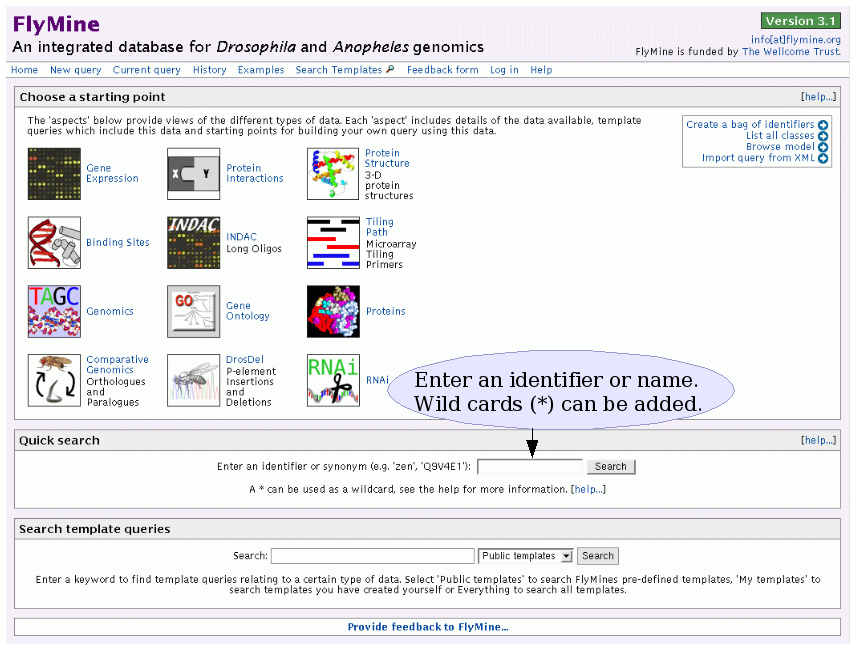 FlyMine
Version 3.1
An integrated database for Drosophila and Anopheles genomics
info[at]flymine.org
FlyMine is funded by The Wellcome Trust.
Home New query Current query History Examples Search Templates Feedback form Log in Help
Choose a starting point
[help...]
The 'aspects' below provide views of the different types of data. Each 'aspect' includes details of the data available, template
queries which include this data and starting points for building your own query using this data.
Create a bag of identifiers
List all classes
Browse model
Import query from XML
Gene
Expression
X Y
Protein
Interactions
Protein
Structure
3-D
protein
structures
Binding Sites
INDAC
INDAC
Long Oligos
Tiling
Path
Microarray
Tiling
Primers
TAGC
Genomics
GO
Gene
Ontology
Proteins
Comparative
Genomics
Orthologues
and
Paralogues
DrosDel
P-element
Insertions
and
Deletions
RNAi
RNAi
Enter an identifier or name.
Wild cards (*) can be added.
Quick search
[help...]
Enter an identifier or synonym (e.g. 'zen', 'Q9V4E1'): Search
A * can be used as a wildcard, see the help for more information. [help...]
Search template queries
Search: Public templates Search
Enter a keyword to find template queries relating to a certain type of data. Select 'Public templates' to search FlyMines pre-defined templates, 'My templates' to
search templates you have created yourself or Everything to search all templates.
Provide feedback to FlyMine...